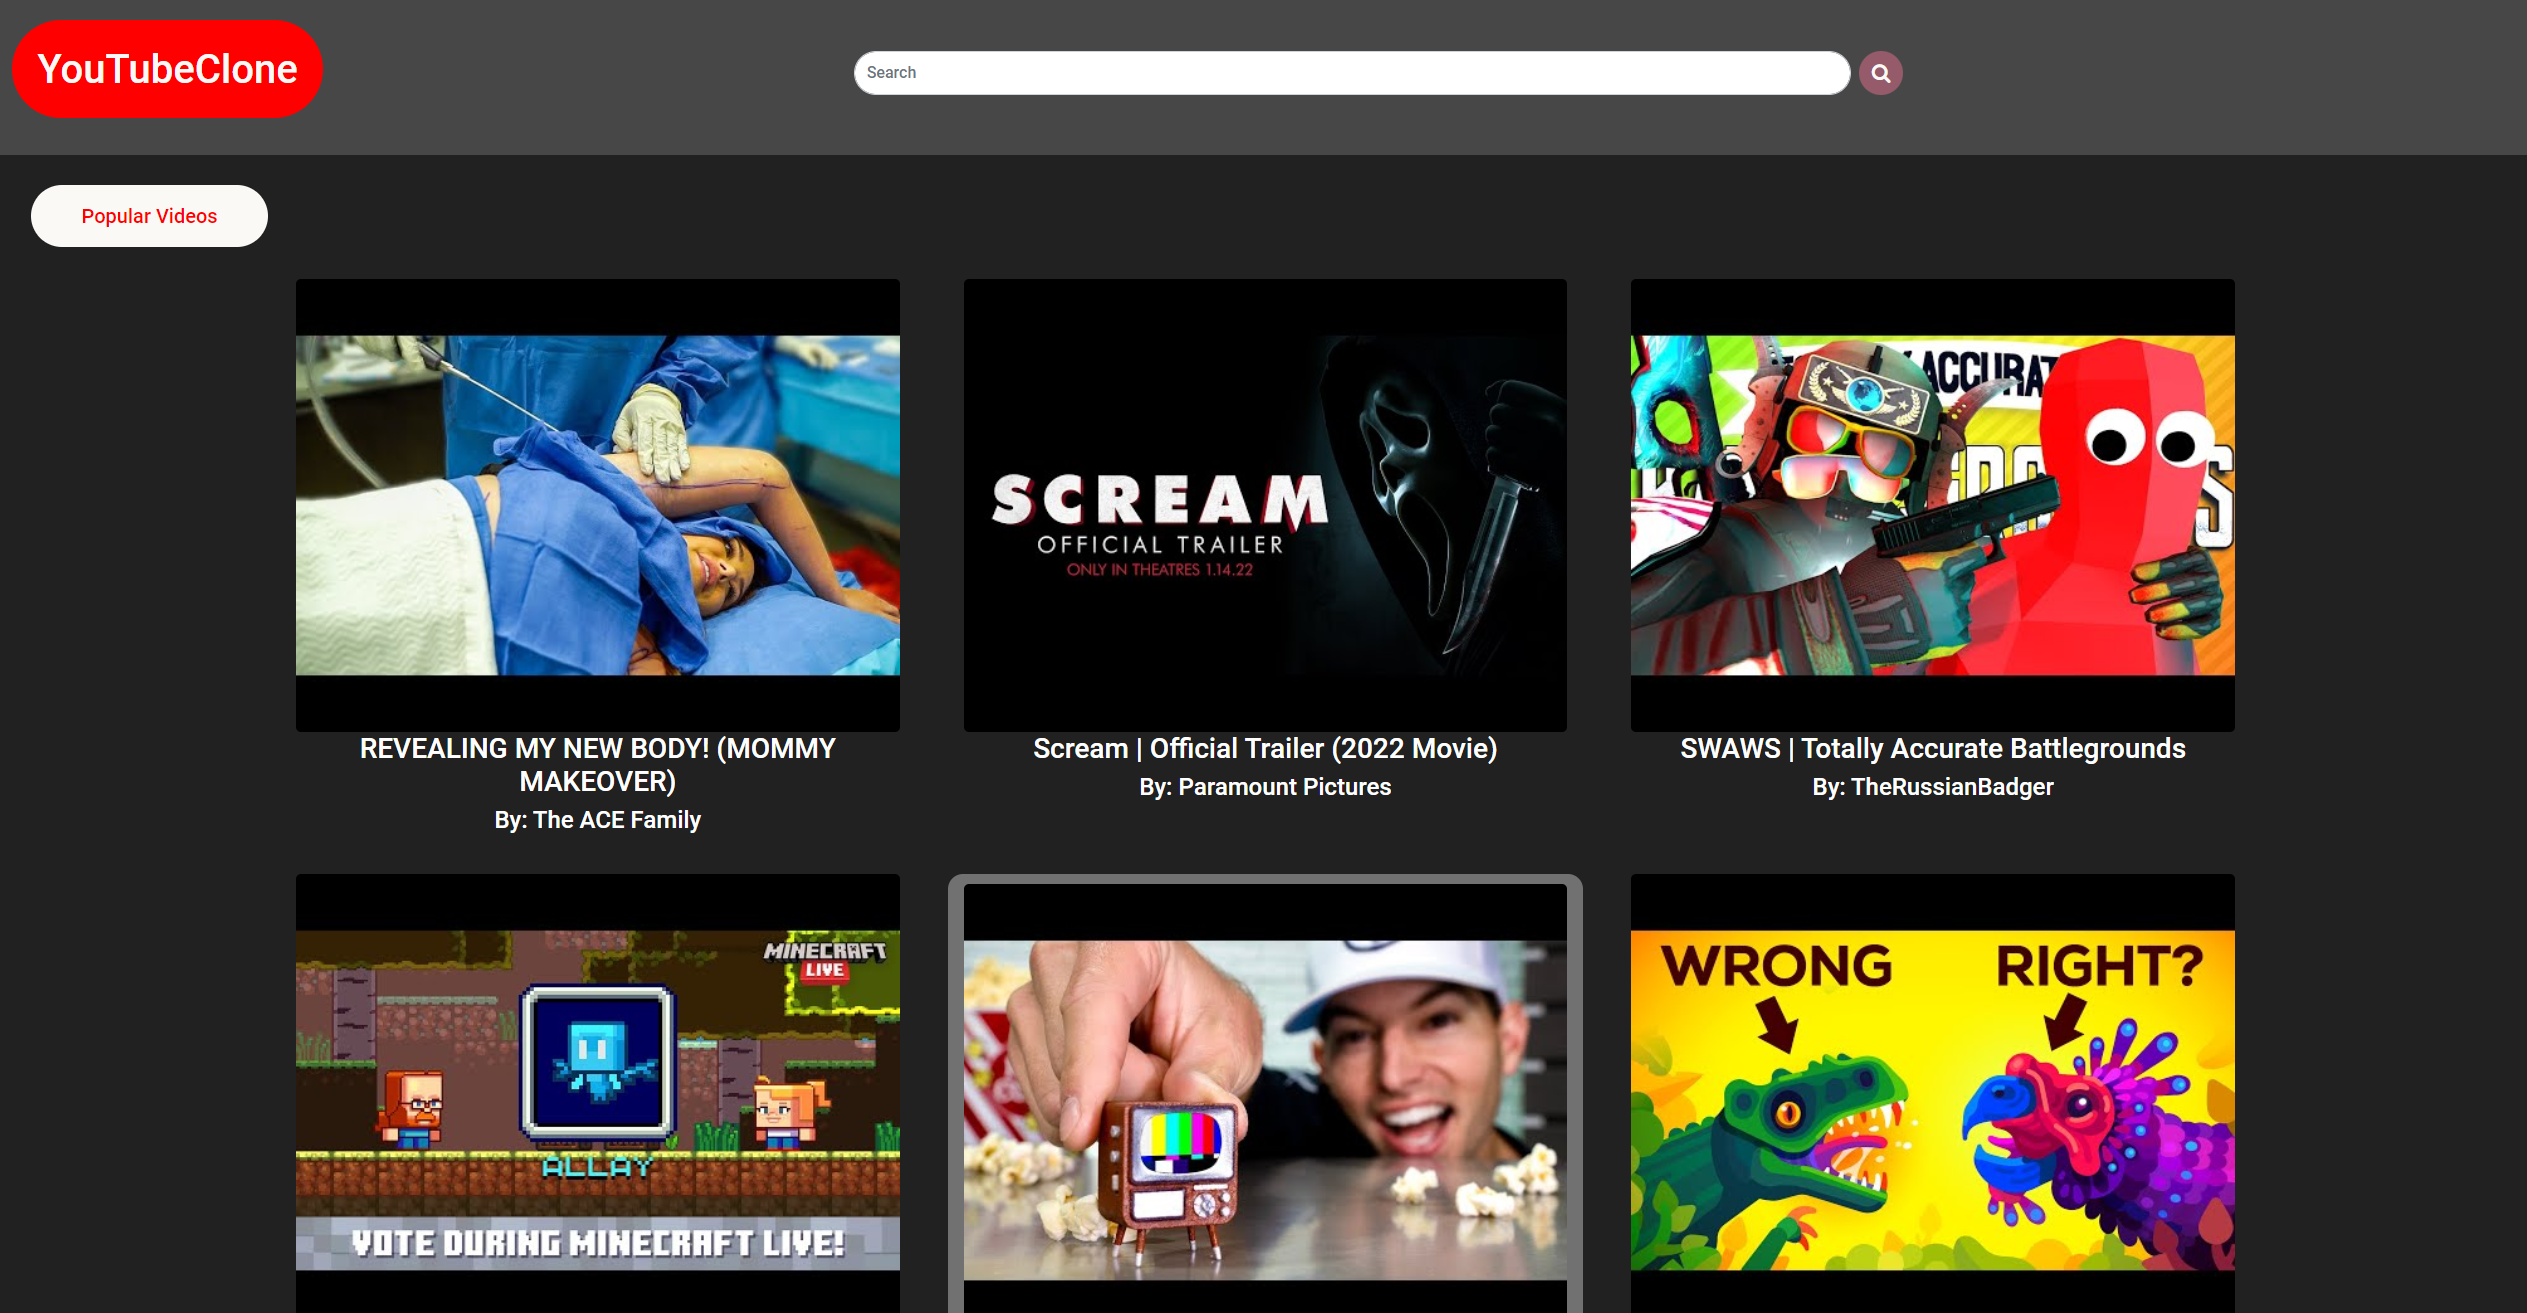 YouTubeClone
Search
Popular Videos
SCREAM
OFFICIAL TRAILER
ONLY IN THEATRES 1.14.22
REVEALING MY NEW BODY! (MOMMY
MAKEOVER)
By: The ACE Family
Scream | Official Trailer (2022 Movie)
By: Paramount Pictures
SWAWS | Totally Accurate Battlegrounds
By: TheRussianBadger
MINECRAFT
LIVE
ALLAY
VOTE DURING MINECRAFT LIVE!
WRONG
RIGHT?